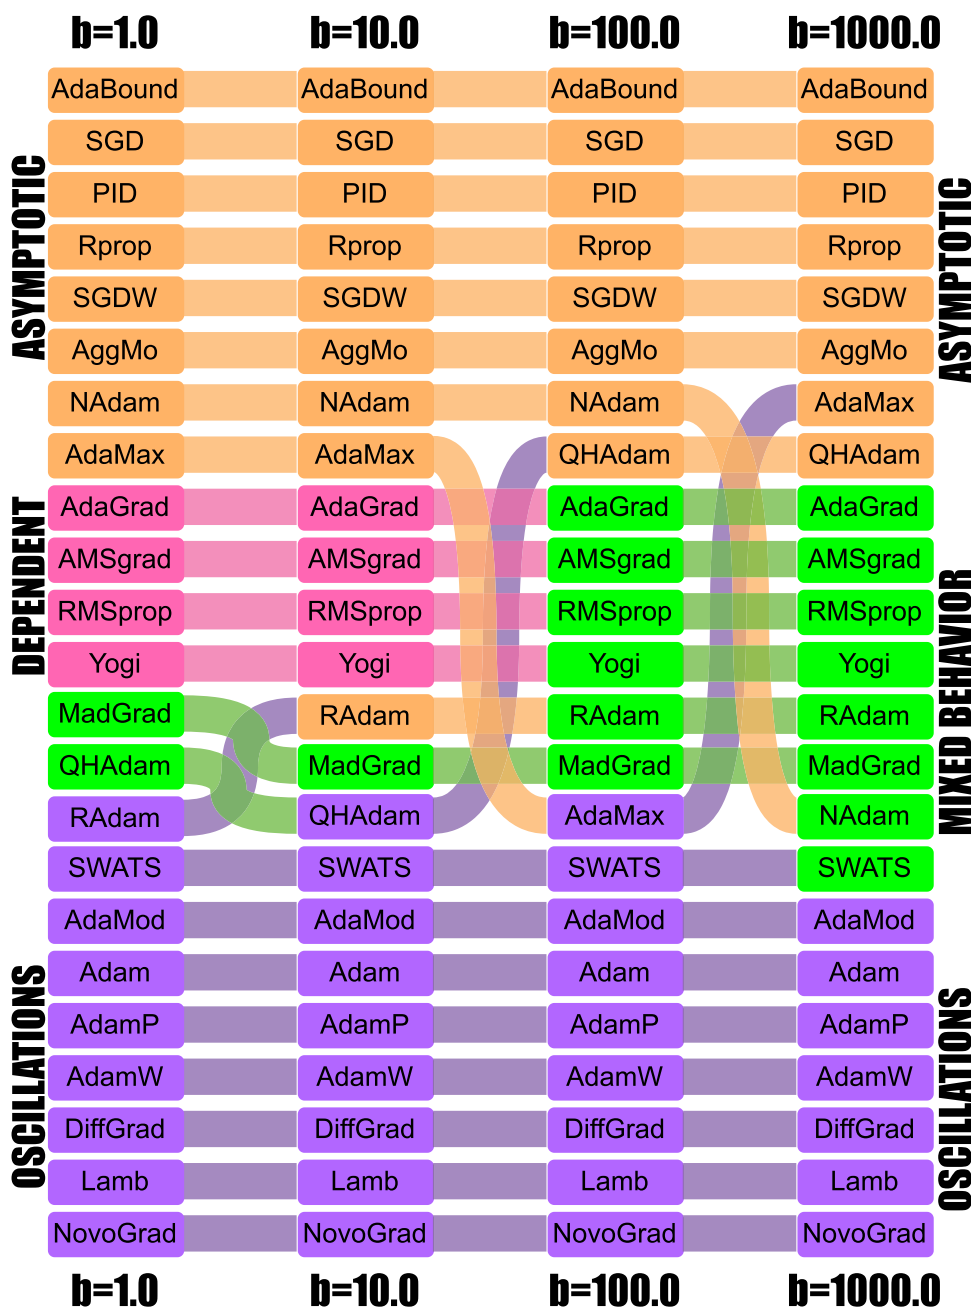 b=1.0 b=10.0 b=100.0 b=1000.0
AdaBound AdaBound AdaBound AdaBound
SGD SGD SGD SGD
PID PID PID PID
Rprop Rprop Rprop Rprop
SGDW SGDW SGDW SGDW
AggMo AggMo AggMo AggMo
NAdam NAdam NAdam AdaMax
AdaMax AdaMax QHAdam QHAdam
AdaGrad AdaGrad AdaGrad AdaGrad
AMSgrad AMSgrad AMSgrad AMSgrad
RMSprop RMSprop RMSprop RMSprop
Yogi Yogi Yogi Yogi
MadGrad RAdam RAdam RAdam
QHAdam MadGrad MadGrad MadGrad
RAdam QHAdam AdaMax NAdam
SWATS SWATS SWATS SWATS
AdaMod AdaMod AdaMod AdaMod
Adam Adam Adam Adam
AdamP AdamP AdamP AdamP
AdamW AdamW AdamW AdamW
DiffGrad DiffGrad DiffGrad DiffGrad
Lamb Lamb Lamb Lamb
NovoGrad NovoGrad NovoGrad NovoGrad
b=1.0 b=10.0 b=100.0 b=1000.0
ASYMPTOTIC
DEPENDENT
OSCILLATIONS
ASYMPTOTIC
MIXED BEHAVIOR
OSCILLATIONS